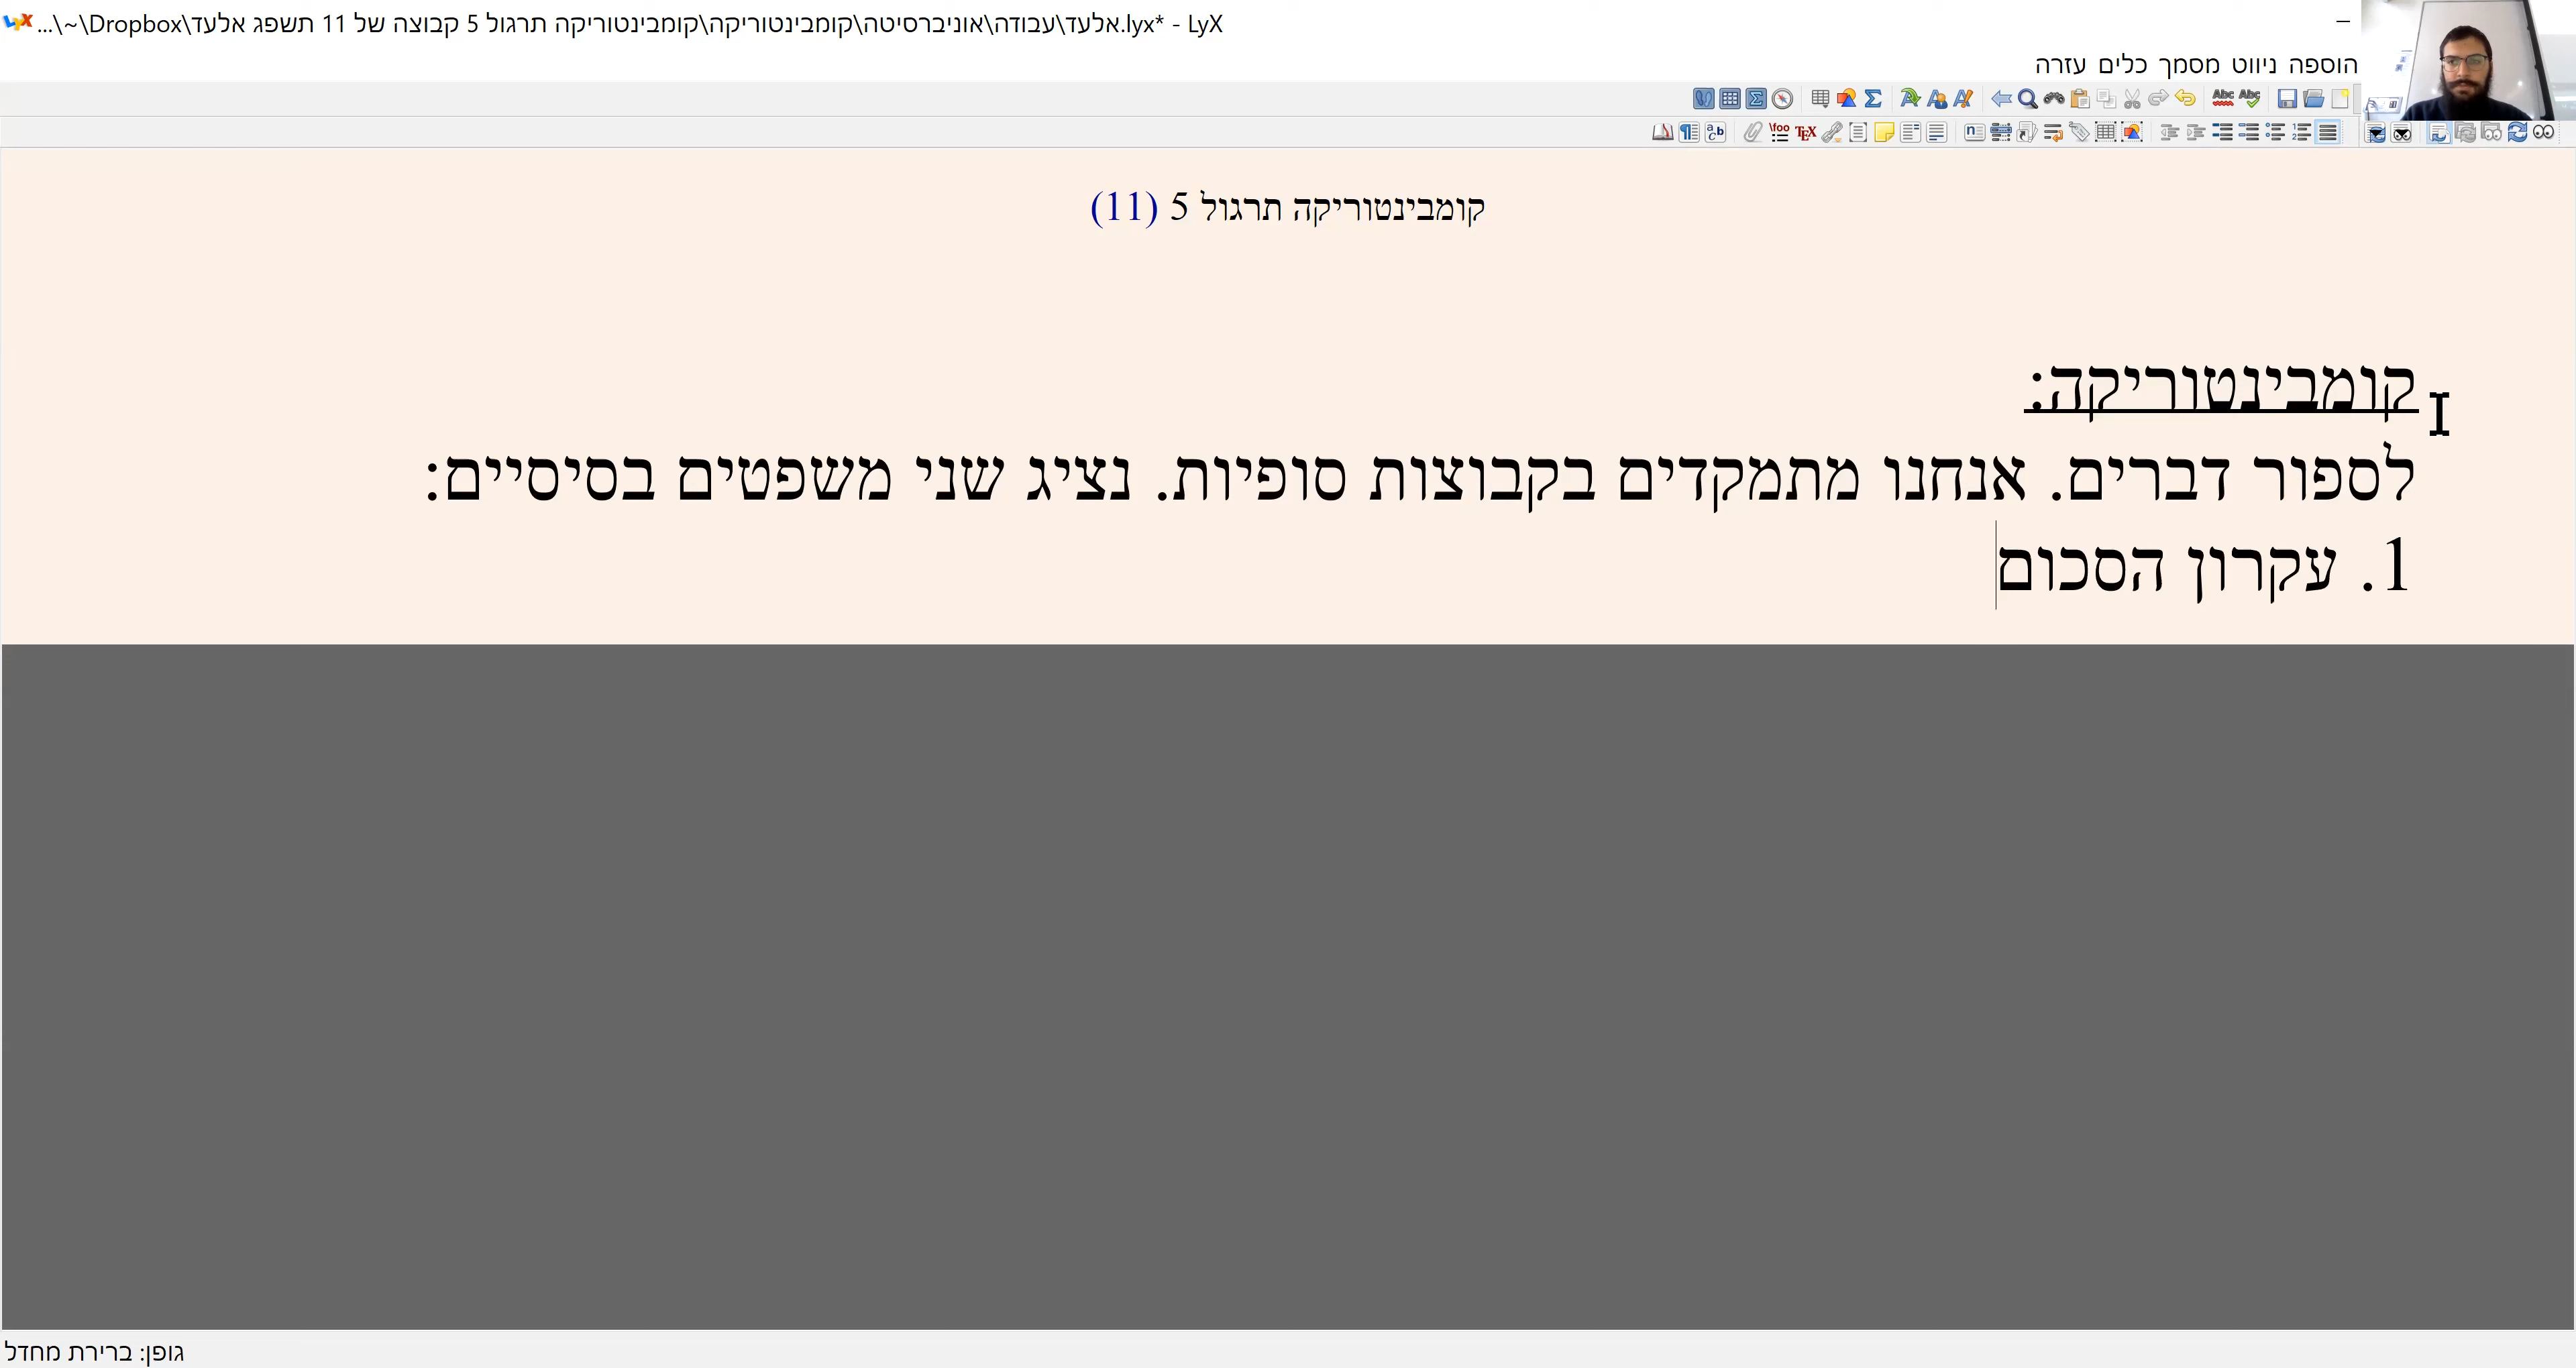 ...\~\Dropbox\אלעד\עבודה\אוניברסיטה\קומבינטוריקה\קומבינטוריקה תרגול 5 קבוצה של 11 תשפג אלעד.lyx* - LyX
הוספה ניווט מסמך כלים עזרה
קומבינטוריקה תרגול 5 (11)
קומבינטוריקה:
לספור דברים. אנחנו מתמקדים בקבוצות סופיות. נציג שני משפטים בסיסיים:
1. עקרון הסכום
גופן: ברירת מחדל